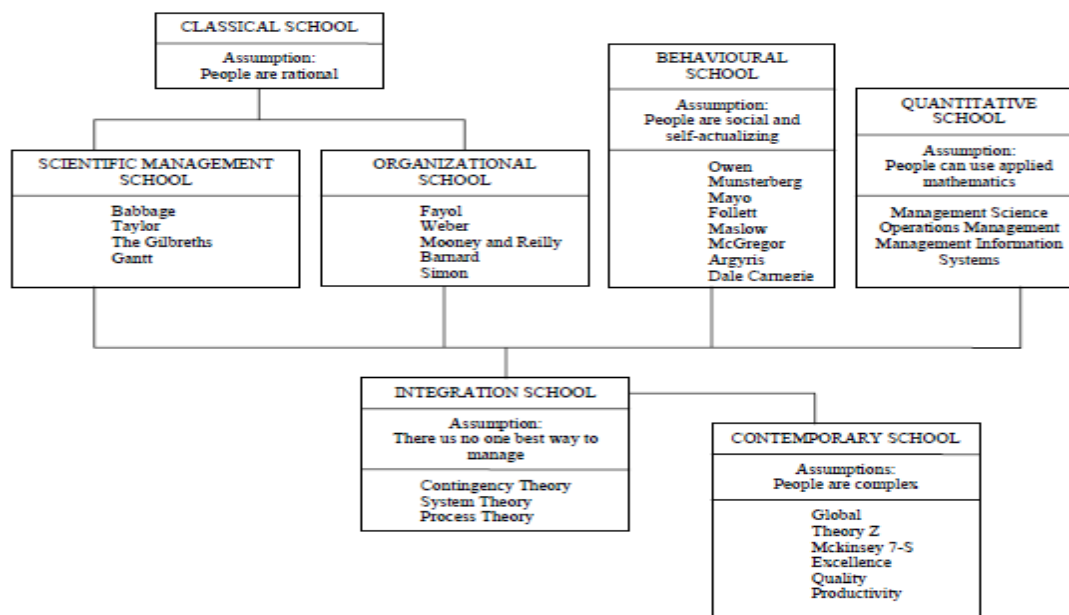 CLASSICAL SCHOOL
Assumption:
People are rational
SCIENTIFIC MANAGEMENT
SCHOOL
Babbage
Taylor
The Gilbreths
Gantt
ORGANIZATIONAL
SCHOOL
Fayol
Weber
Mooney and Reilly
Barnard
Simon
BEHAVIOURAL
SCHOOL
Assumption:
People are social and
self-actualizing
Owen
Munsterberg
Mayo
Follett
Maslow
McGregor
Argyris
Dale Carnegie
QUANTITATIVE
SCHOOL
Assumption:
People can use applied
mathematics
Management Science
Operations Management
Management Information
Systems
INTEGRATION SCHOOL
Assumption:
There us no one best way to
manage
Contingency Theory
System Theory
Process Theory
CONTEMPORARY SCHOOL
Assumptions:
People are complex
Global
Theory Z
Mckinsey 7-S
Excellence
Quality
Productivity